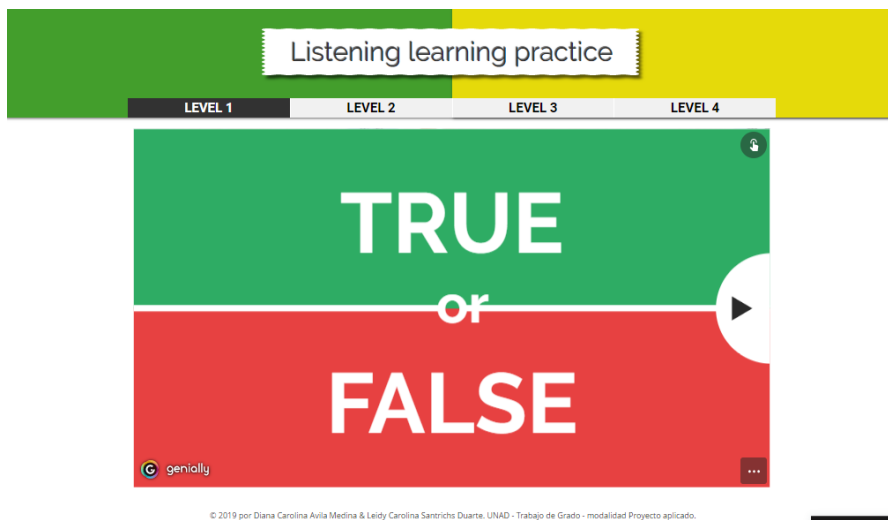 Listening learning practice
LEVEL 1 LEVEL 2 LEVEL 3 LEVEL 4
TRUE
or
FALSE
genially
© 2019 por Diana Carolina Avila Medina & Leidy Carolina Santrichs Duarte. UNAD - Trabajo de Grado - modalidad Proyecto aplicado.